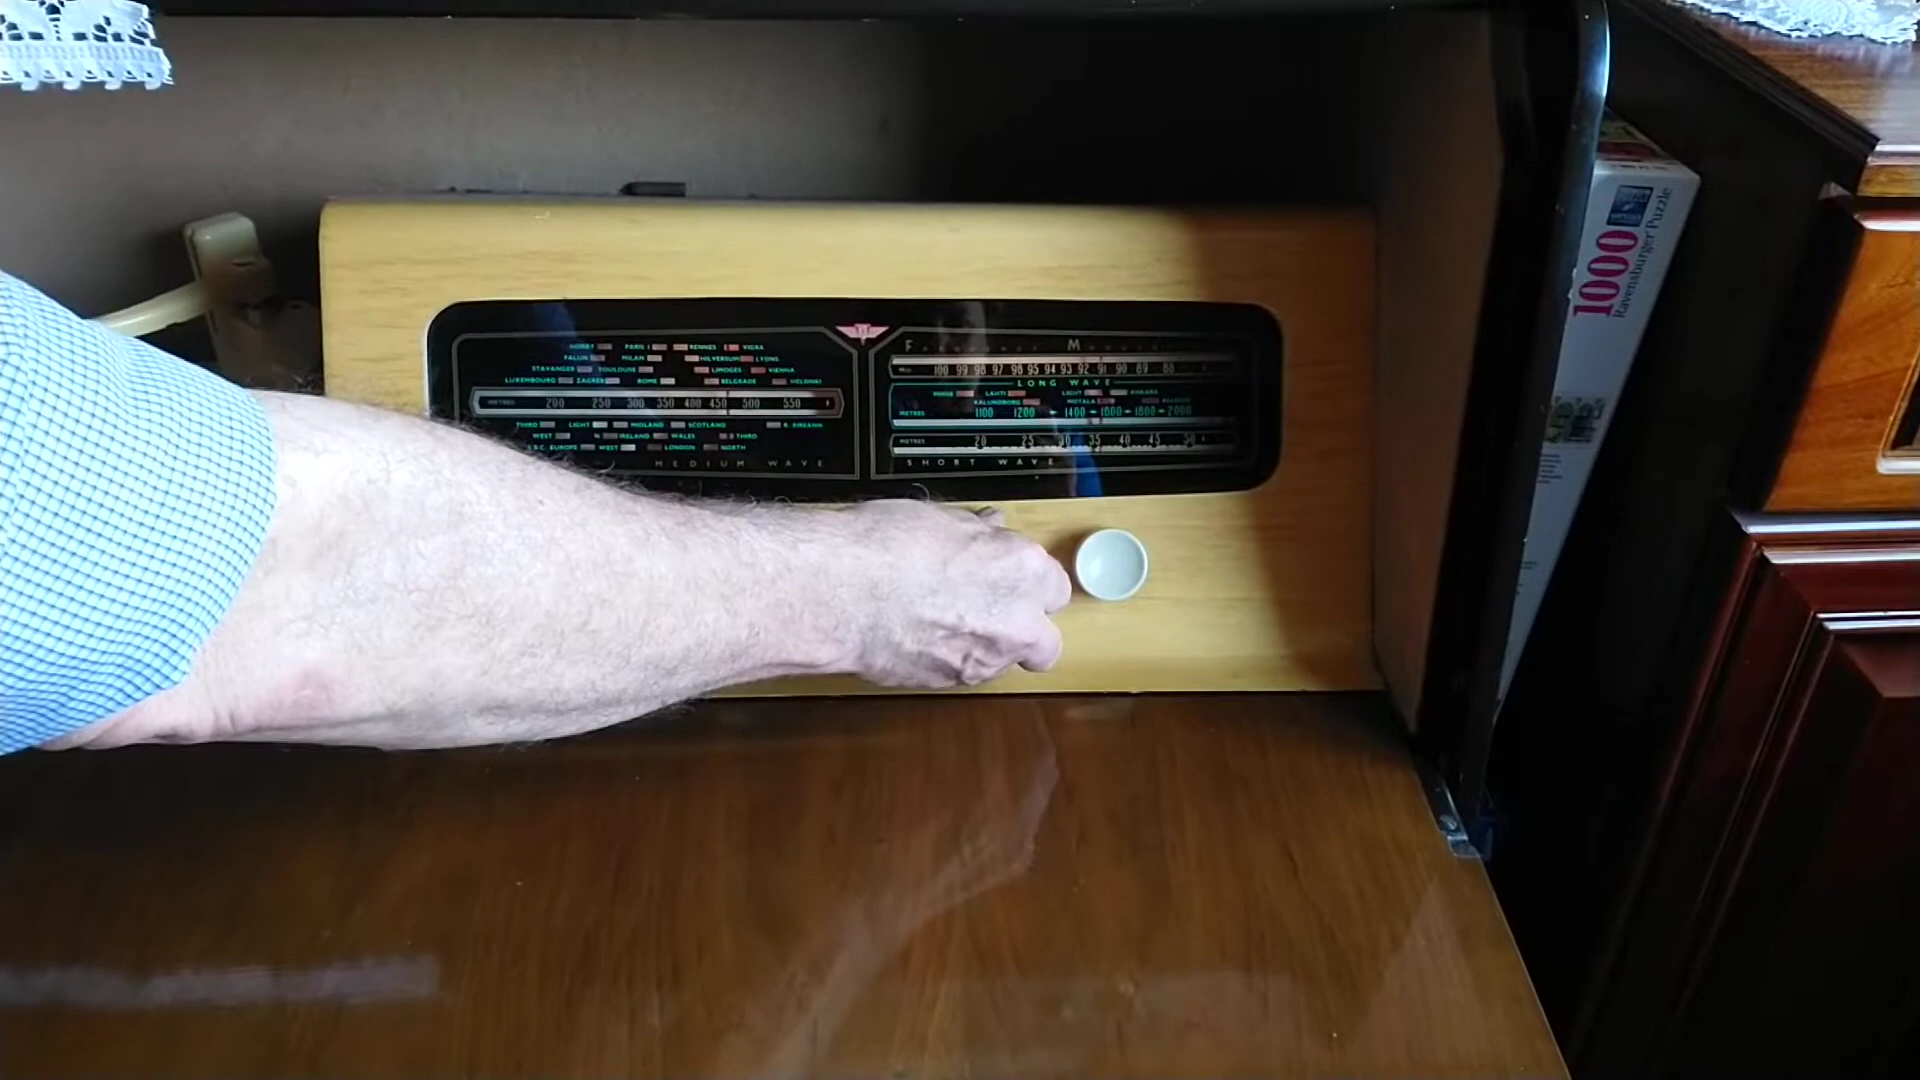 HORBY PARIS I RENNES VIGRA
FALUN MILAN HILVERSUM LYONS
STAVANGER TOULOUSE LIMOGES VIENNA
LUXEMBOURG ZAGREB ROME BELGRADE HELSINKI
METRES 200 250 300 350 400 450 500 550
THIRD LIGHT MIDLAND SCOTLAND R. EIREANN
WEST N IRELAND WALES THIRD
B.B.C. EUROPE WEST LONDON NORTH
MEDIUM WAVE
F M
100 99 98 97 96 95 94 93 92 91 90 89 88
LONG WAVE
LAHTI LIGHT ANKARA
KALUNDBORG MOTALA
METRES 1100 1200 1400 1600 1800 2000
METRES 20 25 30 35 40 45 50
SHORT WAVE
1000
Ravensburger Puzzle